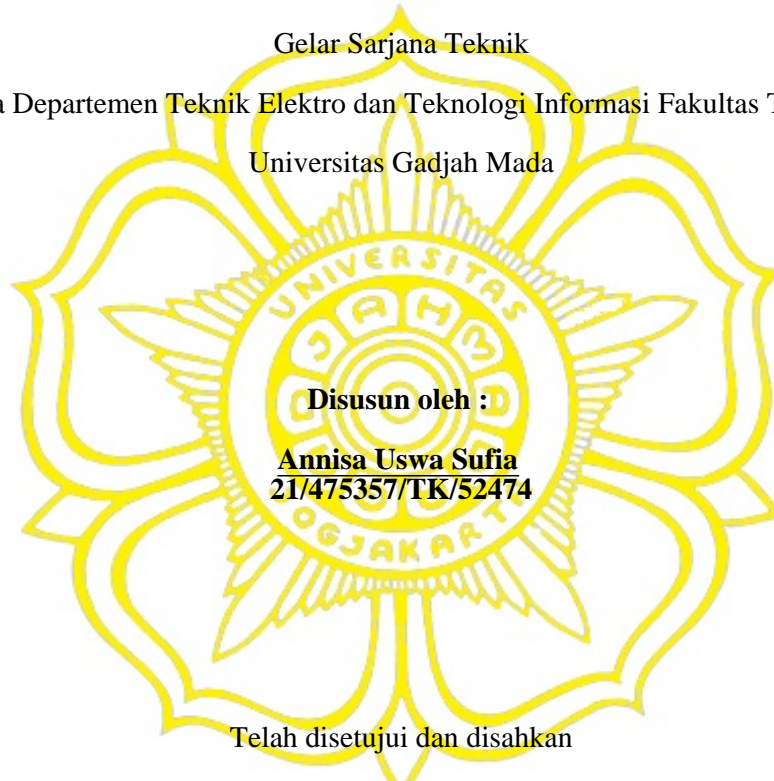 Gelar Sarjana Teknik
Departemen Teknik Elektro dan Teknologi Informasi Fakultas
Universitas Gadjah Mada
UNIVERSITAS
Disusun oleh :
Annisa Uswa Sufia
21/475357/TK/52474
Telah disetujui dan disahkan